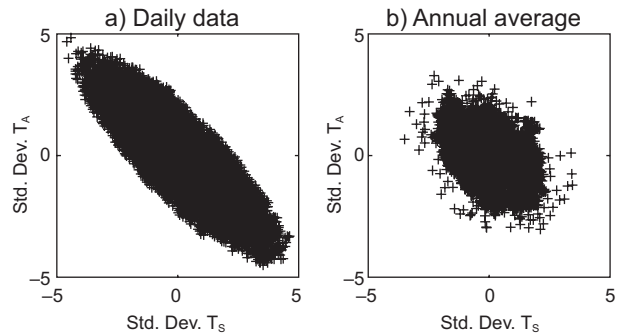 a) Daily data
5
0
–5
–5
0
5
Std. Dev. T_A
Std. Dev. T_S
b) Annual average
5
0
–5
–5
0
5
Std. Dev. T_A
Std. Dev. T_S